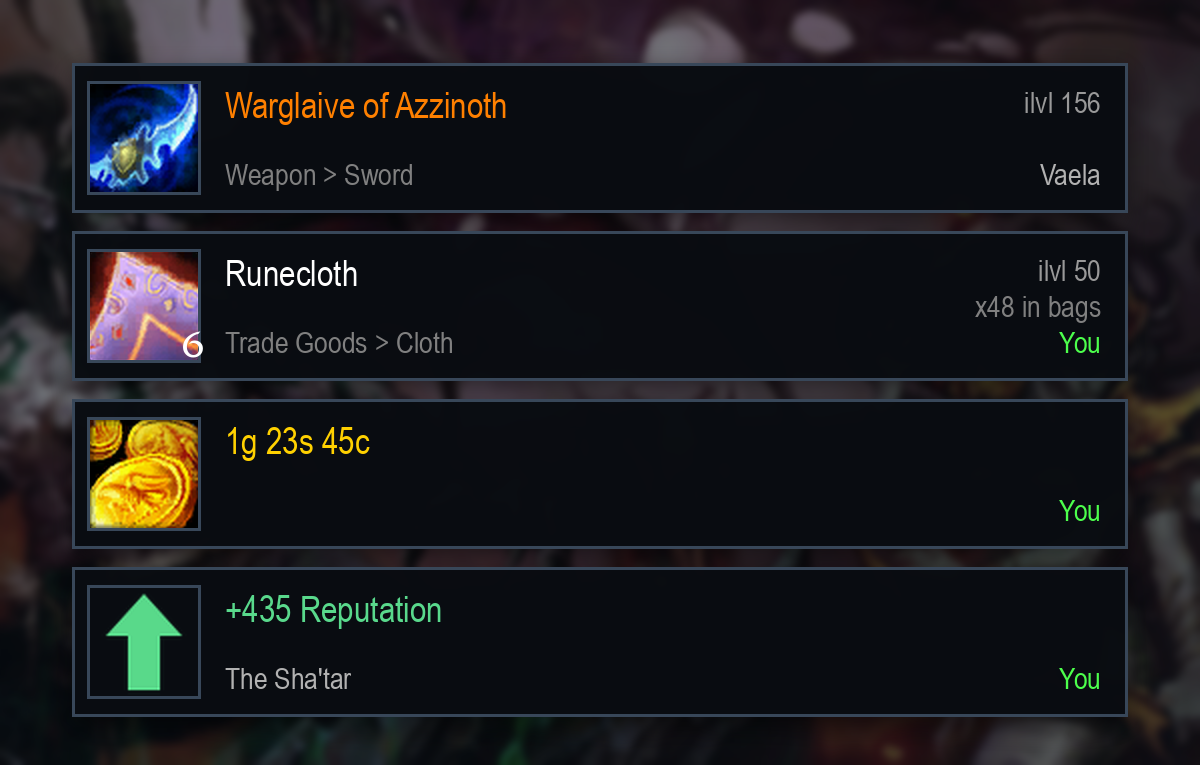 Warglaive of Azzinoth
ilvl 156
Weapon > Sword
Vaela
Runecloth
ilvl 50
x48 in bags
6
Trade Goods > Cloth
You
1g 23s 45c
You
+435 Reputation
The Sha'tar
You